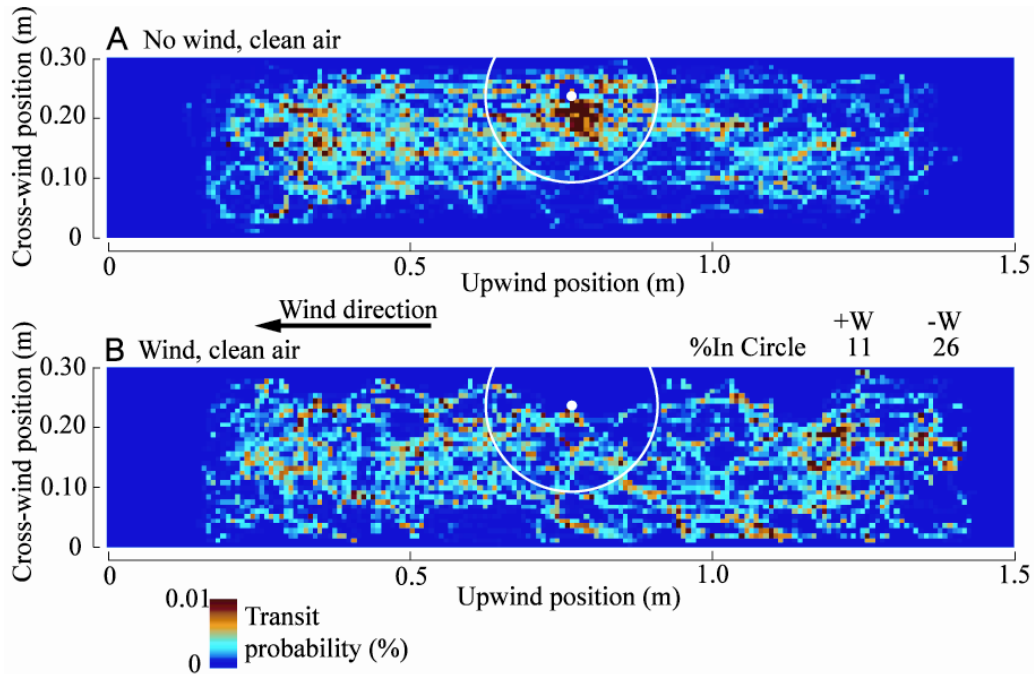 A No wind, clean air
Cross-wind position (m)
0.30
0.20
0.10
0
0 0.5 1.0 1.5
Upwind position (m)
Wind direction
+W -W
B Wind, clean air
%In Circle 11 26
Cross-wind position (m)
0.30
0.20
0.10
0
0 0.5 1.0 1.5
Upwind position (m)
0.01
0
Transit
probability (%)